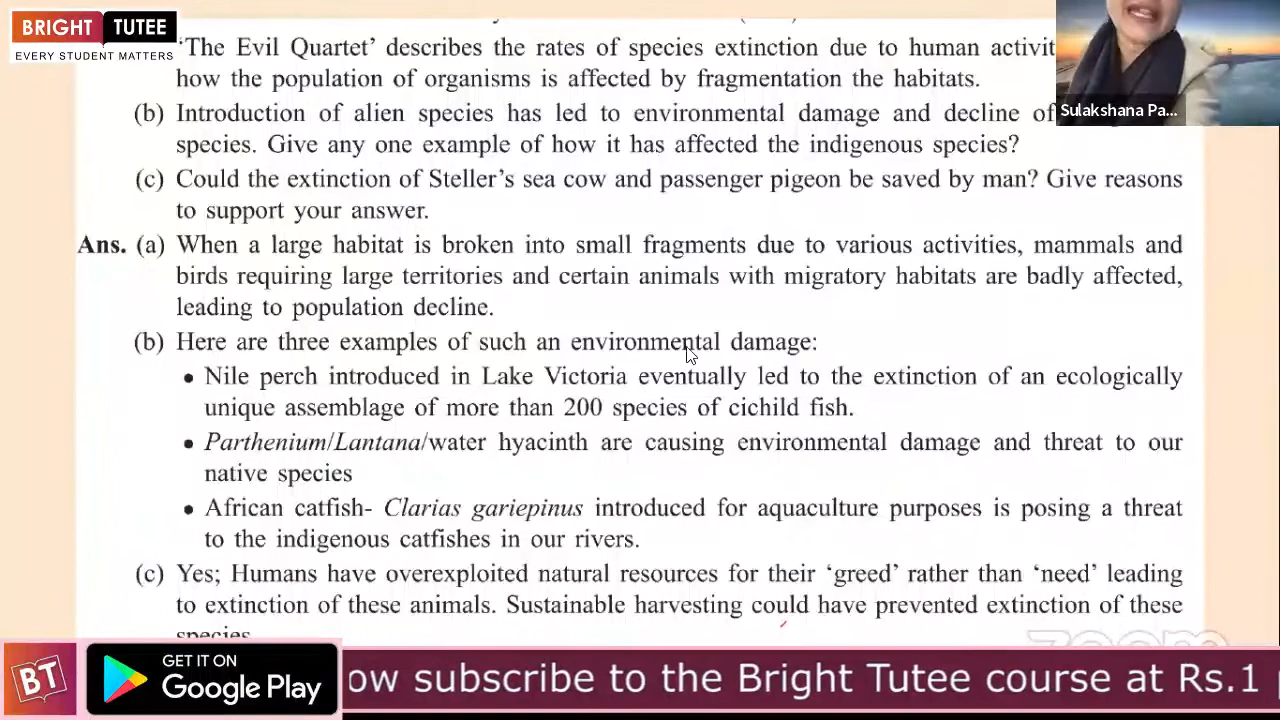 BRIGHT TUTEE
EVERY STUDENT MATTERS
'The Evil Quartet' describes the rates of species extinction due to human
how the population of organisms is affected by fragmentation the habitats.
Sulakshana Pa...
(b) Introduction of alien species has led to environmental damage and decline of
species. Give any one example of how it has affected the indigenous species?
(c) Could the extinction of Steller's sea cow and passenger pigeon be saved by man? Give reasons
to support your answer.
Ans. (a) When a large habitat is broken into small fragments due to various activities, mammals and
birds requiring large territories and certain animals with migratory habitats are badly affected,
leading to population decline.
(b) Here are three examples of such an environmental damage:
• Nile perch introduced in Lake Victoria eventually led to the extinction of an ecologically
unique assemblage of more than 200 species of cichild fish.
• Parthenium/Lantana/water hyacinth are causing environmental damage and threat to our
native species
• African catfish- Clarias gariepinus introduced for aquaculture purposes is posing a threat
to the indigenous catfishes in our rivers.
(c) Yes; Humans have overexploited natural resources for their 'greed' rather than 'need' leading
to extinction of these animals. Sustainable harvesting could have prevented extinction of these
species
zoom
BT
GET IT ON
Google Play
ow subscribe to the Bright Tutee course at Rs.1